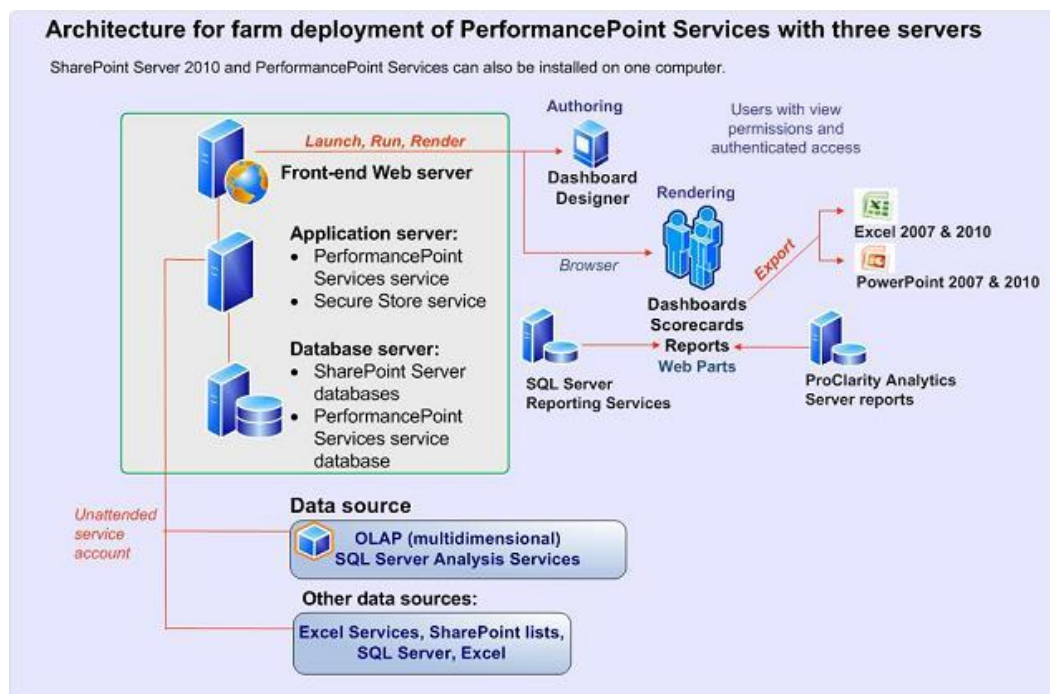 Architecture for farm deployment of PerformancePoint Services with three servers
SharePoint Server 2010 and PerformancePoint Services can also be installed on one computer.
Launch, Run, Render
Front-end Web server
Application server:
• PerformancePoint
Services service
• Secure Store service
Database server:
• SharePoint Server
databases
• PerformancePoint
Services service
database
Authoring
Dashboard
Designer
Users with view
permissions and
authenticated access
Rendering
Browser
Export
Excel 2007 & 2010
PowerPoint 2007 & 2010
Dashboards
Scorecards
Reports
Web Parts
SQL Server
Reporting Services
ProClarity Analytics
Server reports
Unattended
service
account
Data source
OLAP (multidimensional)
SQL Server Analysis Services
Other data sources:
Excel Services, SharePoint lists,
SQL Server, Excel